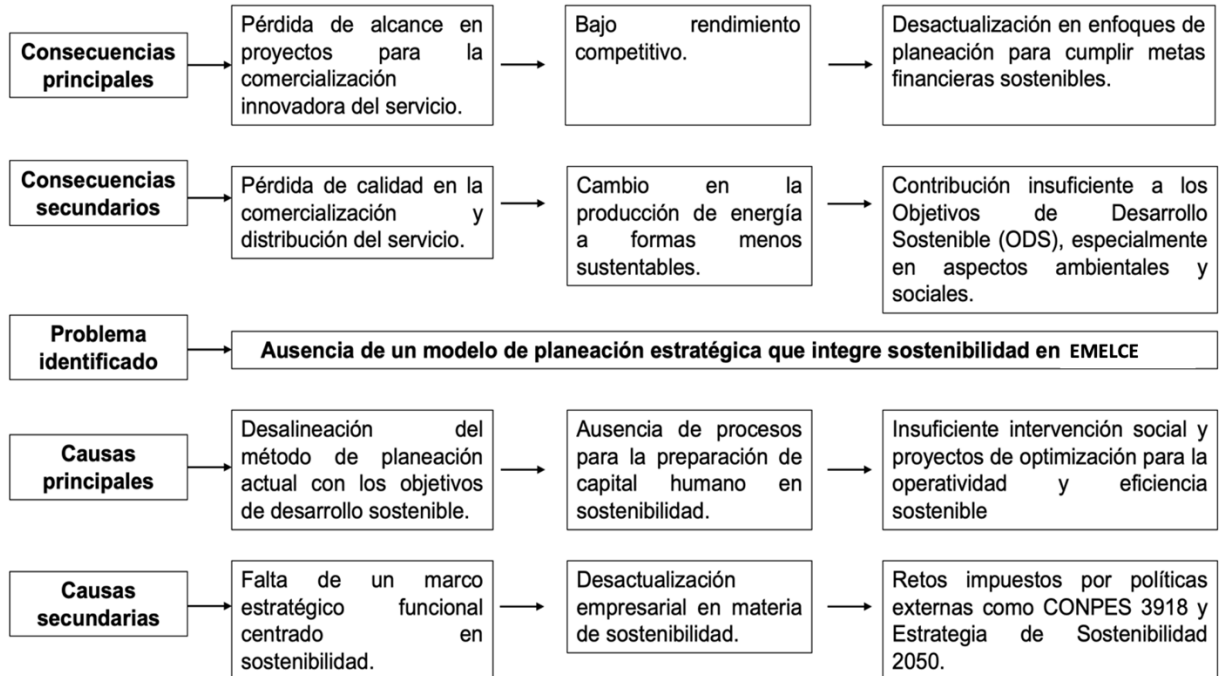 Consecuencias
principales
Pérdida de alcance en
proyectos para la
comercialización
innovadora del servicio.
Bajo rendimiento
competitivo.
Desactualización en enfoques de
planeación para cumplir metas
financieras sostenibles.
Consecuencias
secundarios
Pérdida de calidad en la
comercialización y
distribución del servicio.
Cambio en la
producción de energía
a formas menos
sustentables.
Contribución insuficiente a los
Objetivos de Desarrollo
Sostenible (ODS), especialmente
en aspectos ambientales y
sociales.
Problema
identificado
Ausencia de un modelo de planeación estratégica que integre sostenibilidad en EMELCE
Causas
principales
Desalineación del
método de planeación
actual con los objetivos
de desarrollo sostenible.
Ausencia de procesos
para la preparación de
capital humano en
sostenibilidad.
Insuficiente intervención social y
proyectos de optimización para la
operatividad y eficiencia
sostenible
Causas
secundarias
Falta de un marco
estratégico funcional
centrado en
sostenibilidad.
Desactualización
empresarial en materia
de sostenibilidad.
Retos impuestos por políticas
externas como CONPES 3918 y
Estrategia de Sostenibilidad
2050.